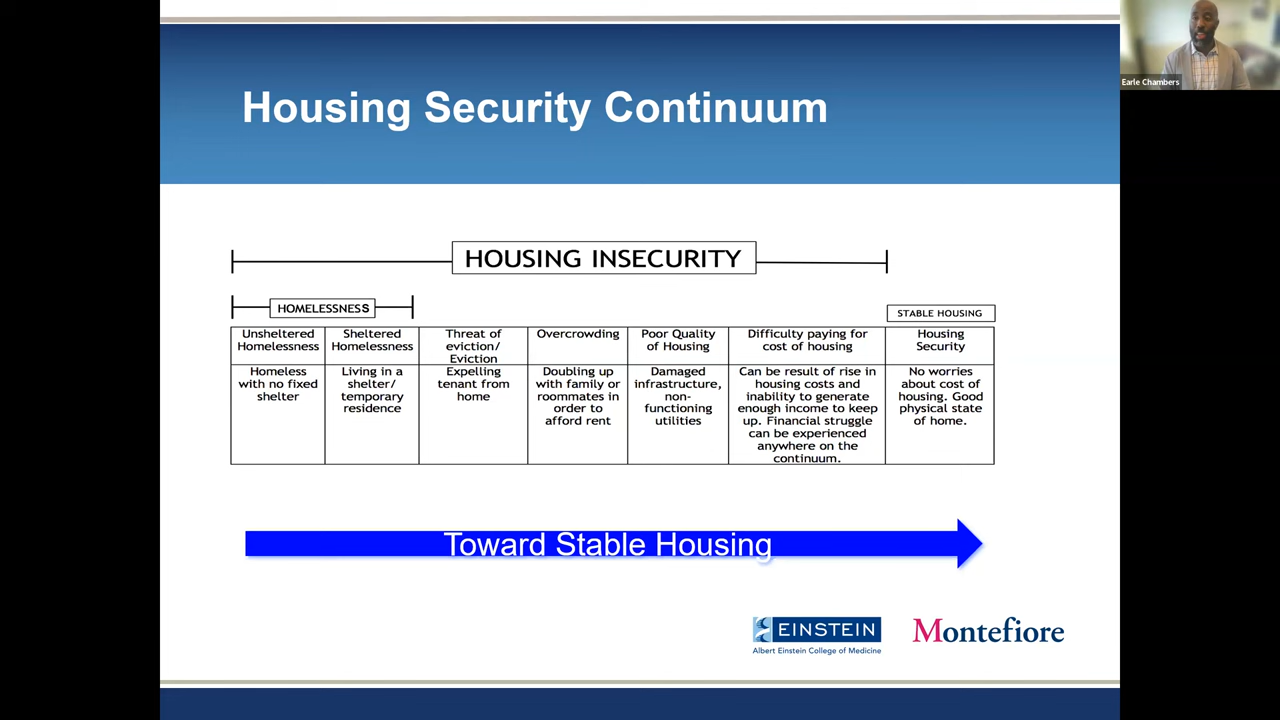 Earle Chambers
Housing Security Continuum
HOUSING INSECURITY
HOMELESSNESS
STABLE HOUSING
Unsheltered
Homelessness
Sheltered
Homelessness
Threat of
eviction/
Eviction
Overcrowding
Poor Quality
of Housing
Difficulty paying for
cost of housing
Housing
Security
Homeless
with no fixed
shelter
Living in a
shelter/
temporary
residence
Expelling
tenant from
home
Doubling up
with family or
roommates in
order to
afford rent
Damaged
infrastructure,
non-
functioning
utilities
Can be result of rise in
housing costs and
inability to generate
enough income to keep
up. Financial struggle
can be experienced
anywhere on the
continuum.
No worries
about cost of
housing. Good
physical state
of home.
Toward Stable Housing
EINSTEIN
Albert Einstein College of Medicine
Montefiore